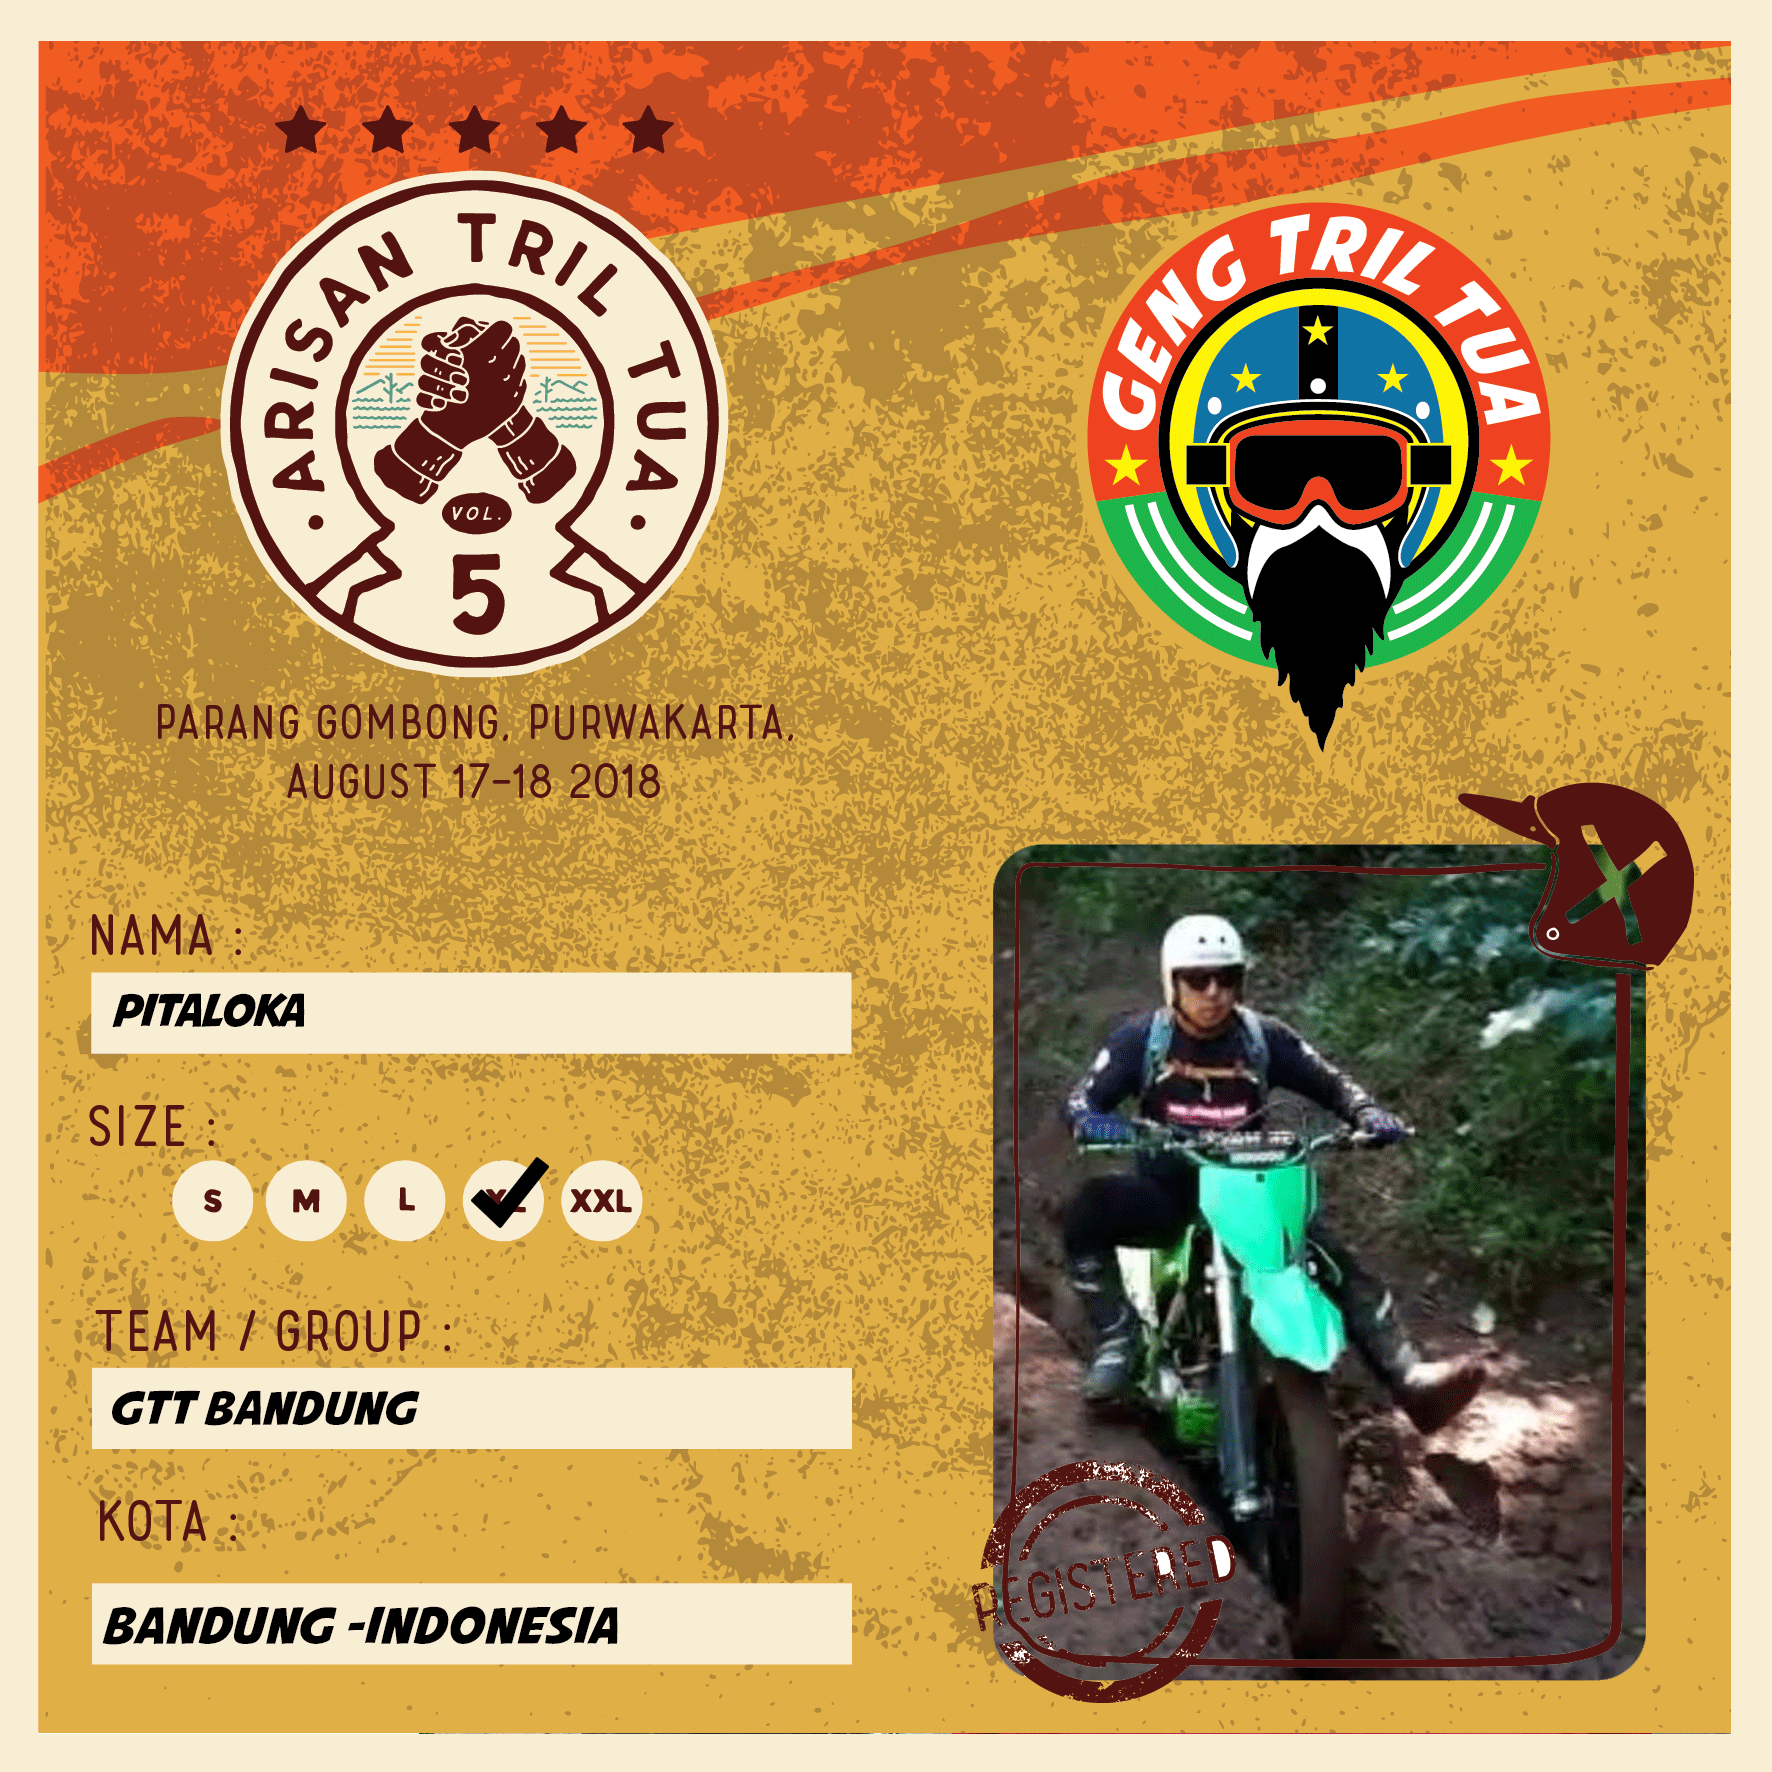 ARISAN TRIL TUA
VOL.
5
PARANG GOMBONG, PURWAKARTA,
AUGUST 17-18 2018
GENG TRIL TUA
NAMA :
PITALOKA
SIZE :
S M L XL XXL
TEAM / GROUP :
GTT BANDUNG
KOTA :
BANDUNG -INDONESIA
REGISTERED